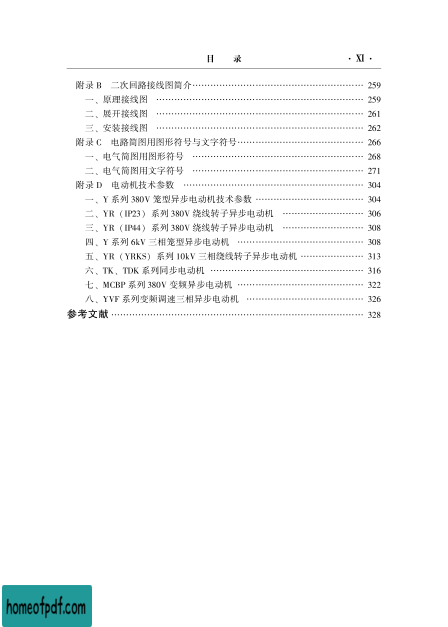 目 录 · XI ·
附录 B 二次回路接线图简介…………………………………………………… 259
一、原理接线图 ……………………………………………………………… 259
二、展开接线图 ……………………………………………………………… 261
三、安装接线图 ……………………………………………………………… 262
附录 C 电路简图用图形符号与文字符号……………………………………… 266
一、电气简图用图形符号 …………………………………………………… 268
二、电气简图用文字符号 …………………………………………………… 271
附录 D 电动机技术参数 ……………………………………………………… 304
一、Y 系列 380V 笼型异步电动机技术参数 ………………………………… 304
二、YR（IP23）系列 380V 绕线转子异步电动机 ………………………… 306
三、YR（IP44）系列 380V 绕线转子异步电动机 ………………………… 308
四、Y 系列 6kV 三相笼型异步电动机 ……………………………………… 308
五、YR（YRKS）系列 10kV 三相绕线转子异步电动机 …………………… 313
六、TK、TDK 系列同步电动机 ……………………………………………… 316
七、MCBP 系列 380V 变频异步电动机 ……………………………………… 322
八、YVF 系列变频调速三相异步电动机 …………………………………… 326
参考文献 ………………………………………………………………………… 328
homeofpdf.com